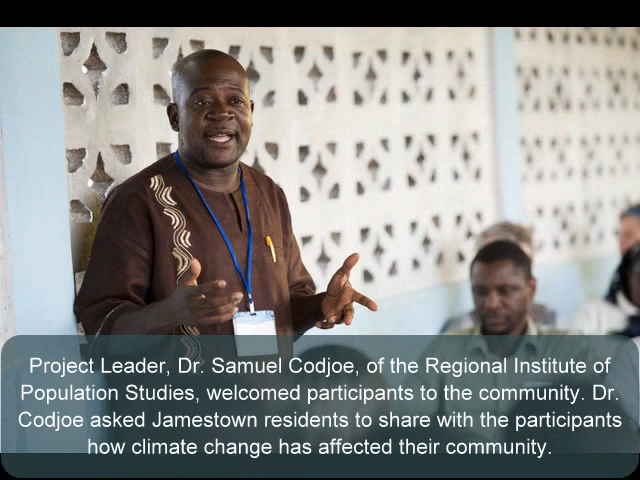 Project Leader, Dr. Samuel Codjoe, of the Regional Institute of
Population Studies, welcomed participants to the community. Dr.
Codjoe asked Jamestown residents to share with the participants
how climate change has affected their community.